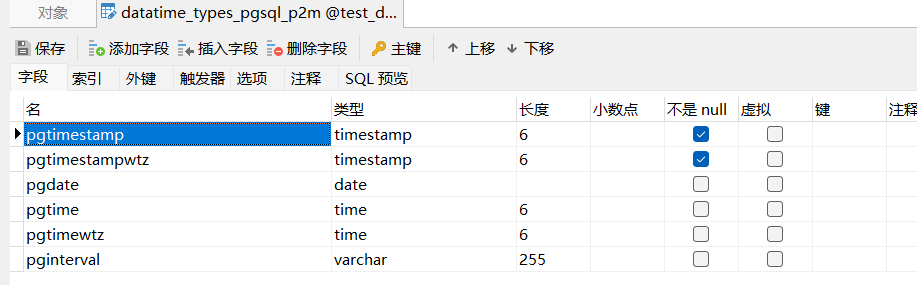 对象 datatime_types_pgsql_p2m @test_d...
保存 添加字段 插入字段 删除字段 主键 上移 下移
字段 索引 外键 触发器 选项 注释 SQL 预览
名 类型 长度 小数点 不是 null 虚拟 键 注释
pgtimestamp timestamp 6
pgtimestampwtz timestamp 6
pgdate date
pgtime time 6
pgtimewtz time 6
pginterval varchar 255